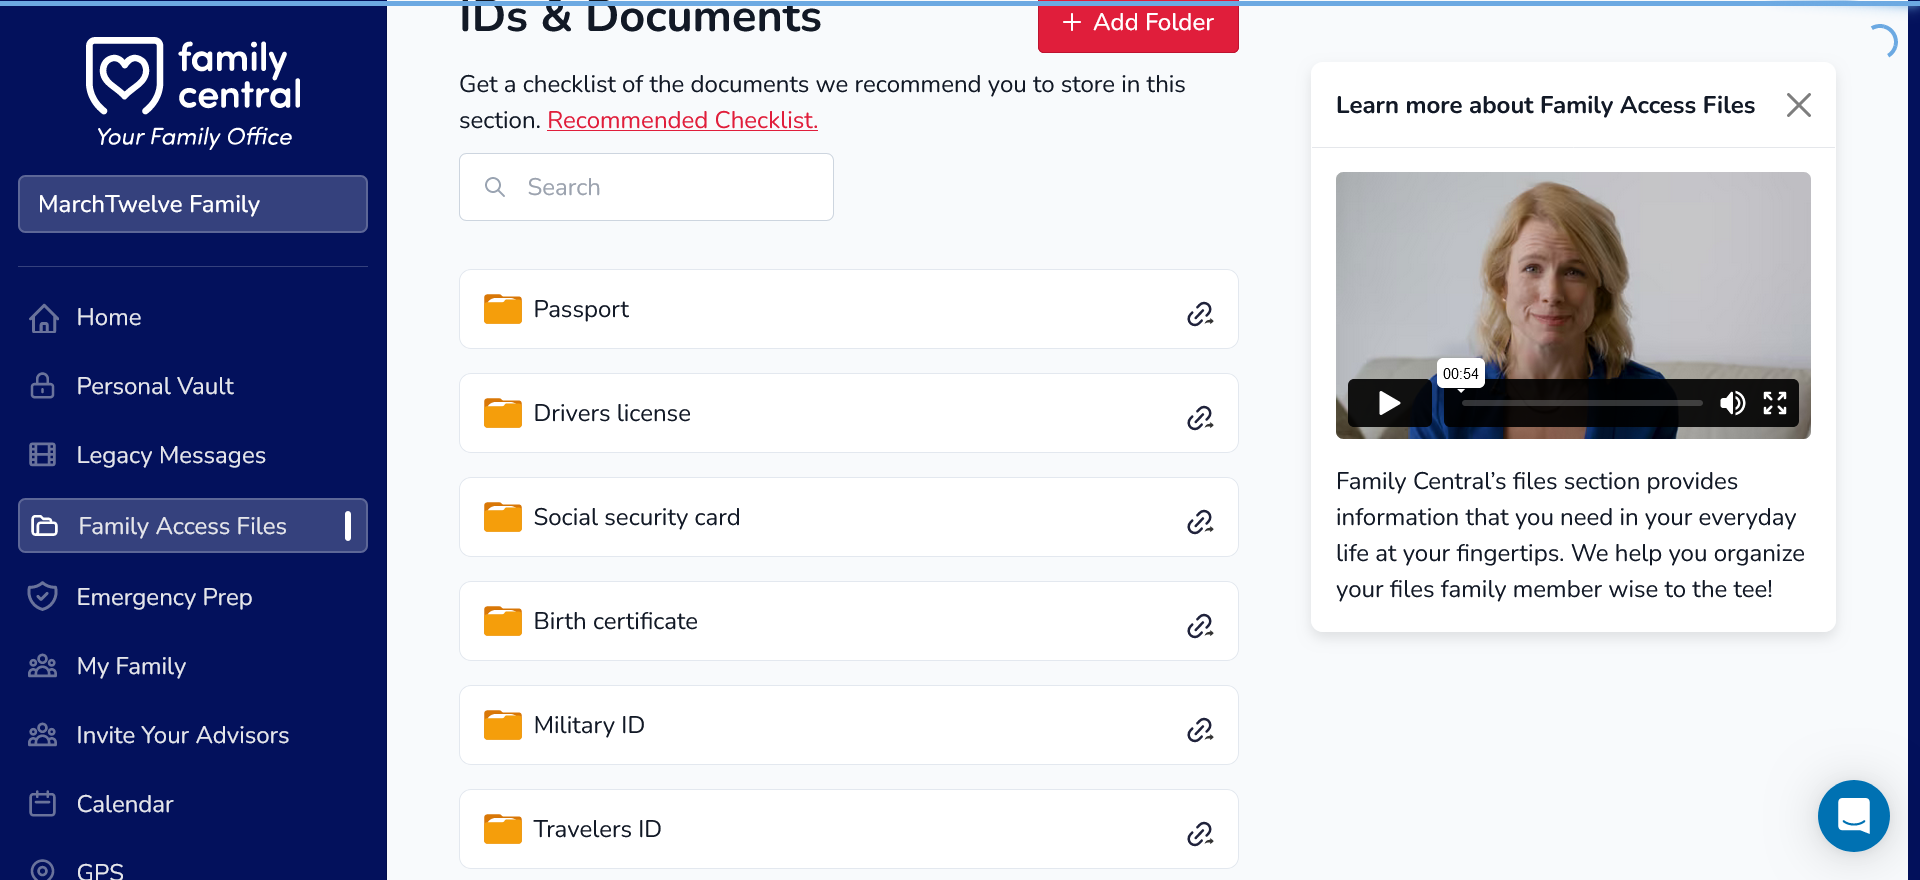 family
central
Your Family Office
MarchTwelve Family
Home
Personal Vault
Legacy Messages
Family Access Files
Emergency Prep
My Family
Invite Your Advisors
Calendar
GPS
IDs & Documents
+ Add Folder
Get a checklist of the documents we recommend you to store in this
section. Recommended Checklist.
Search
Passport
Drivers license
Social security card
Birth certificate
Military ID
Travelers ID
Learn more about Family Access Files
00:54
Family Central’s files section provides
information that you need in your everyday
life at your fingertips. We help you organize
your files family member wise to the tee!